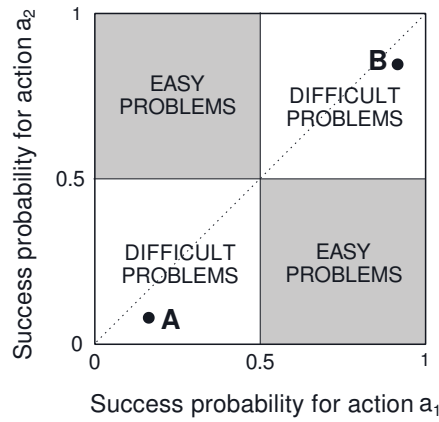 1
Success probability for action a₂
EASY
PROBLEMS
B
DIFFICULT
PROBLEMS
0.5
DIFFICULT
PROBLEMS
EASY
PROBLEMS
A
0
0 0.5 1
Success probability for action a₁